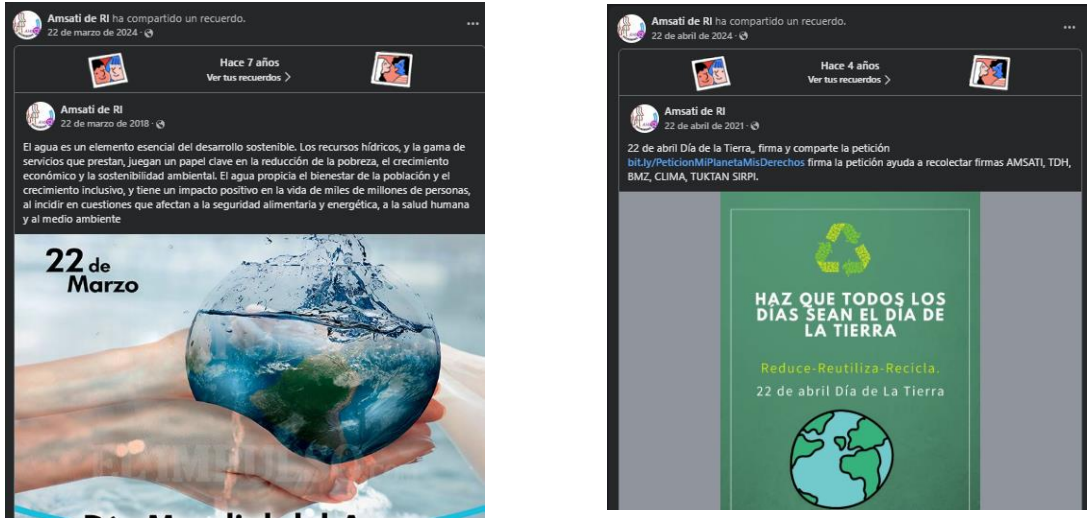 Amsati de RI ha compartido un recuerdo.
22 de marzo de 2024
Hace 7 años
Ver tus recuerdos >
Amsati de RI
22 de marzo de 2018
El agua es un elemento esencial del desarrollo sostenible. Los recursos hídricos, y la gama de
servicios que prestan, juegan un papel clave en la reducción de la pobreza, el crecimiento
económico y la sostenibilidad ambiental. El agua propicia el bienestar de la población y el
crecimiento inclusivo, y tiene un impacto positivo en la vida de miles de millones de personas,
al incidir en cuestiones que afectan a la seguridad alimentaria y energética, a la salud humana
y al medio ambiente
22 de
Marzo
Amsati de RI ha compartido un recuerdo.
22 de abril de 2024
Hace 4 años
Ver tus recuerdos >
Amsati de RI
22 de abril de 2021
22 de abril Día de la Tierra,, firma y comparte la petición
bit.ly/PeticionMiPlanetaMisDerechos firma la petición ayuda a recolectar firmas AMSATI, TDH,
BMZ, CLIMA, TUKTAN SIRPI.
HAZ QUE TODOS LOS
DÍAS SEAN EL DÍA DE
LA TIERRA
Reduce-Reutiliza-Recicla.
22 de abril Día de La Tierra